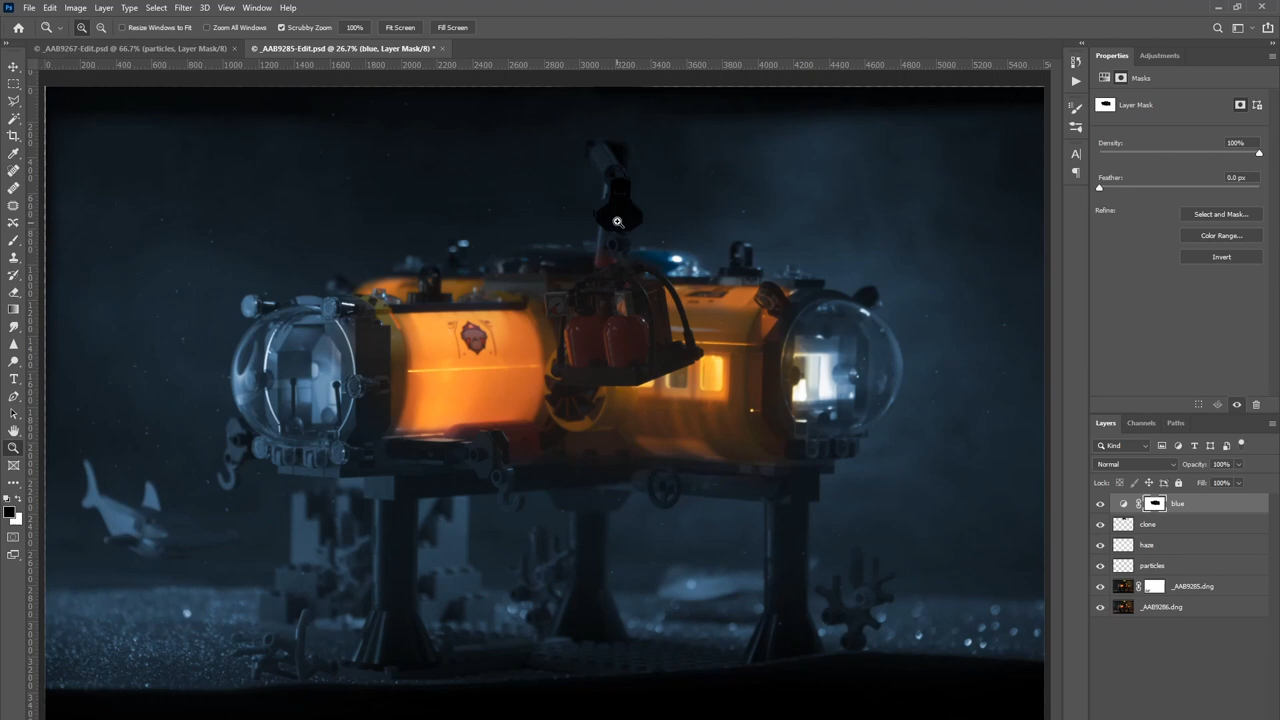 Ps File Edit Image Layer Type Select Filter 3D View Window Help
Resize Windows to Fit Zoom All Windows Scrubby Zoom 100% Fit Screen Fill Screen
© _AAB9267-Edit.psd @ 66.7% (particles, Layer Mask/8) × © _AAB9285-Edit.psd @ 26.7% (blue, Layer Mask/8) * ×
0 200 400 600 800 1000 1200 1400 1600 1800 2000 2200 2400 2600 2800 3000 3200 3400 3600 3800 4000 4200 4400 4600 4800 5000 5200 5400
Properties Adjustments
Masks
Layer Mask
Density: 100%
Feather: 0.0 px
Refine: Select and Mask...
Color Range...
Invert
Layers Channels Paths
Kind
Normal Opacity: 100%
Lock: Fill: 100%
blue
clone
haze
particles
_AAB9285.dng
_AAB9286.dng